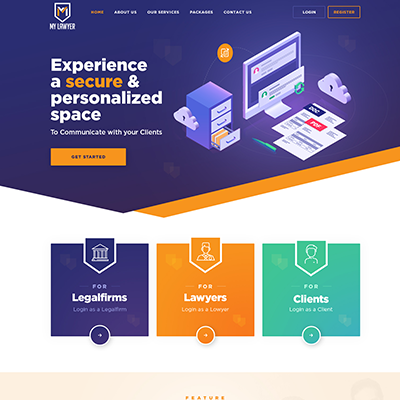 MY LAWYER
HOME
ABOUT US
OUR SERVICES
PACKAGES
CONTACT US
LOGIN
REGISTER
Experience
a secure &
personalized
space
To Communicate with your Clients
GET STARTED
DOC
PDF
FOR
Legalfirms
Login as a Legalfirm
FOR
Lawyers
Login as a Lawyer
FOR
Clients
Login as a Client
FEATURE